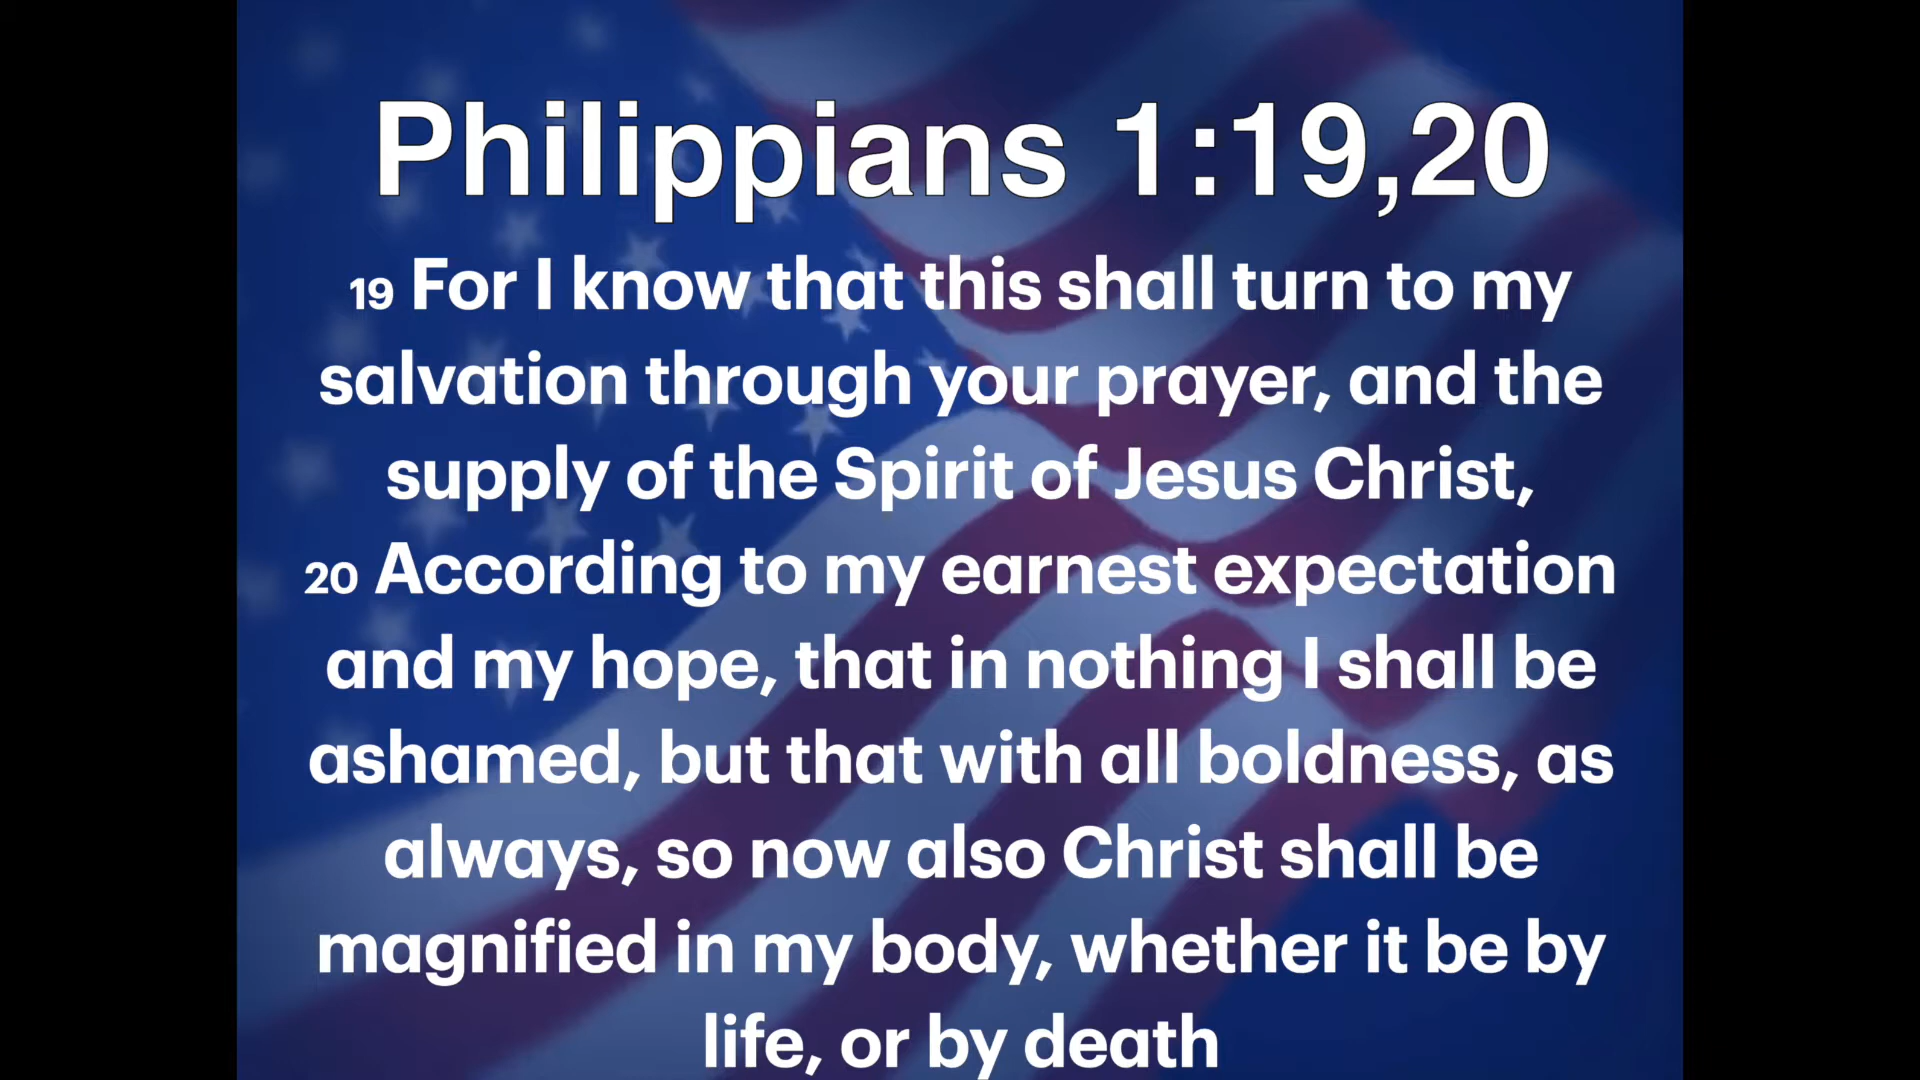 Philippians 1:19,20
19 For I know that this shall turn to my
salvation through your prayer, and the
supply of the Spirit of Jesus Christ,
20 According to my earnest expectation
and my hope, that in nothing I shall be
ashamed, but that with all boldness, as
always, so now also Christ shall be
magnified in my body, whether it be by
life, or by death